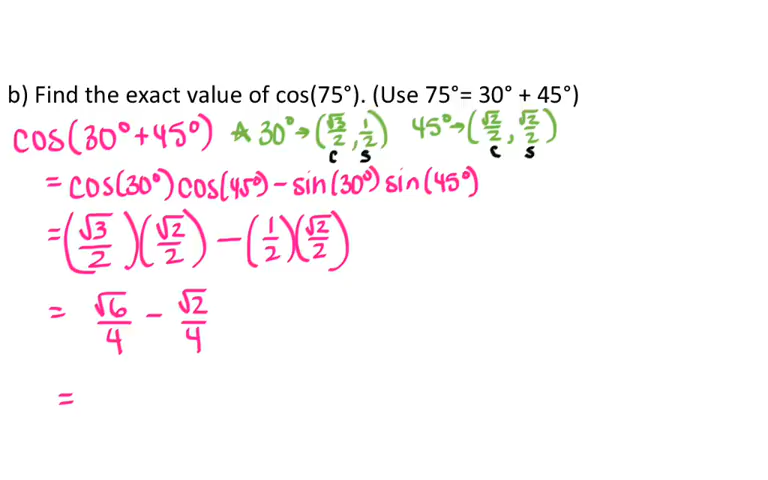 b) Find the exact value of cos(75°). (Use 75°= 30° + 45°)
cos(30°+45°) ☆ 30°→(√3/2, 1/2) 45°→(√2/2, √2/2)
c s c s
= cos(30°)cos(45°) - sin(30°) sin(45°)
= (√3/2)(√2/2) - (1/2)(√2/2)
= √6/4 - √2/4
=